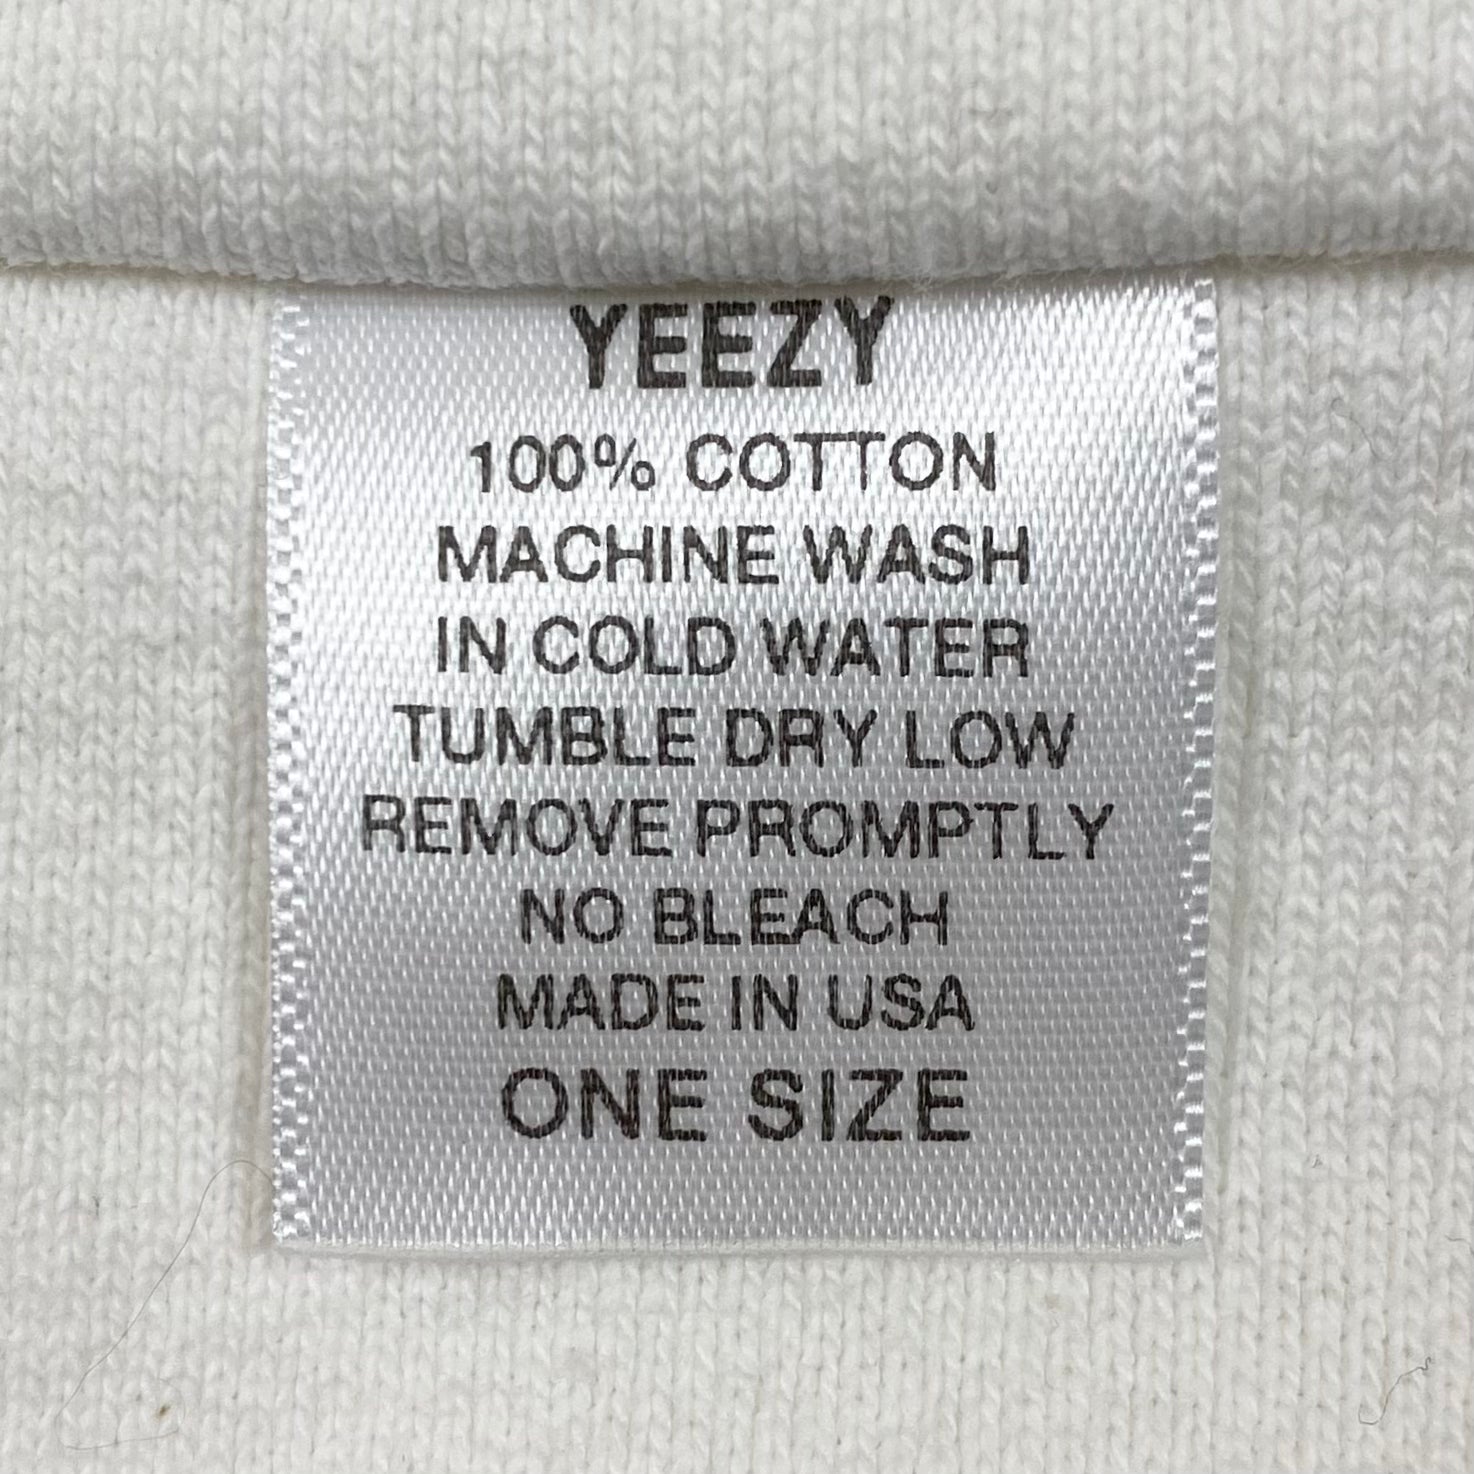 YEEZY
100% COTTON
MACHINE WASH
IN COLD WATER
TUMBLE DRY LOW
REMOVE PROMPTLY
NO BLEACH
MADE IN USA
ONE SIZE